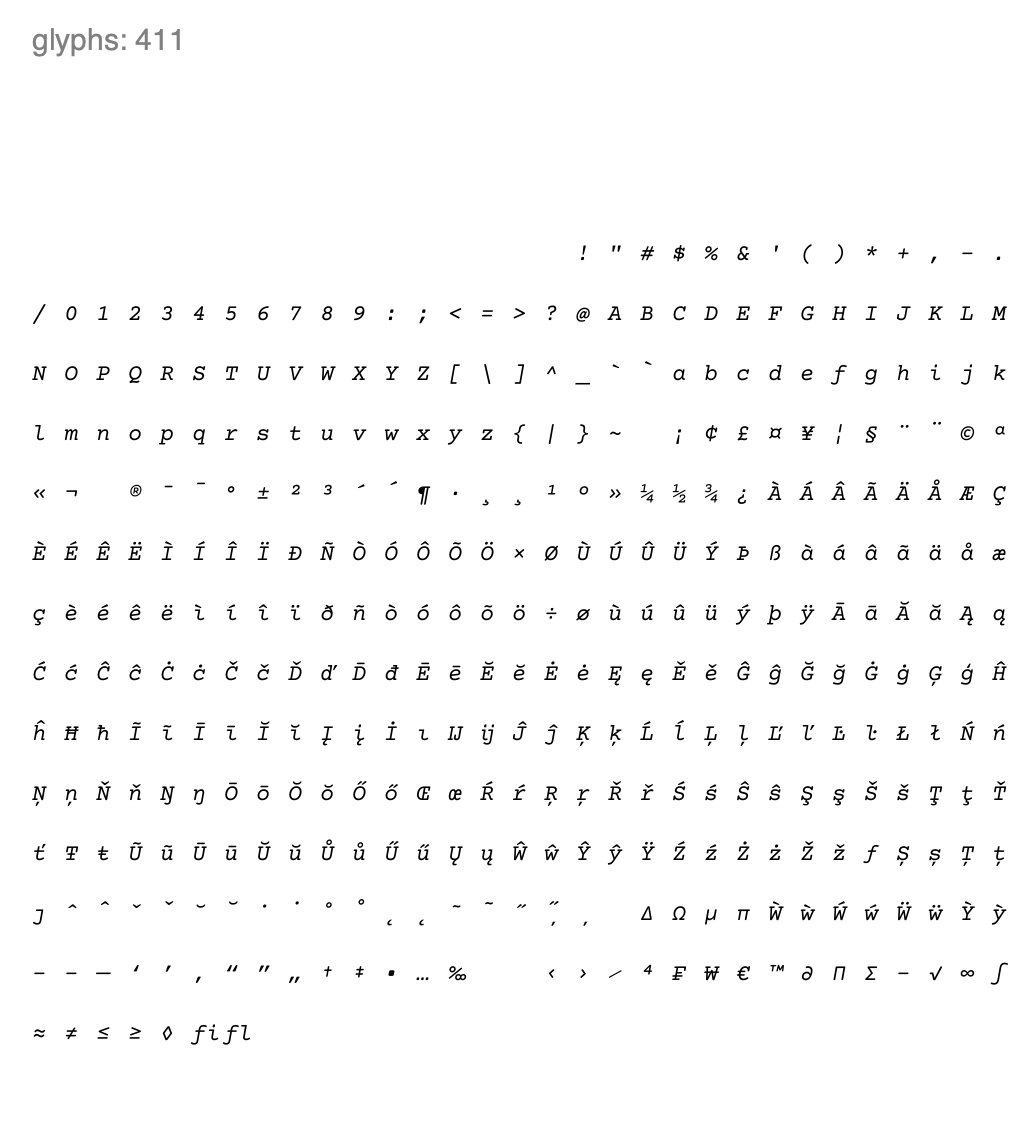 glyphs: 411
! " # $ % & ' ( ) * + , - .
/ 0 1 2 3 4 5 6 7 8 9 : ; < = > ? @ A B C D E F G H I J K L M
N O P Q R S T U V W X Y Z [ \ ] ^ _ ` ` a b c d e f g h i j k
l m n o p q r s t u v w x y z { | } ~ ¡ ¢ £ ¤ ¥ ¦ § ¨ ¨ © ª
« ¬ ® ¯ ¯ ° ± ² ³ ´ ´ ¶ · ¸ ¸ ¹ º » ¼ ½ ¾ ¿ À Á Â Ã Ä Å Æ Ç
È É Ê Ë Ì Í Î Ï Ð Ñ Ò Ó Ô Õ Ö × Ø Ù Ú Û Ü Ý Þ ß à á â ã ä å æ
ç è é ê ë ì í î ï ð ñ ò ó ô õ ö ÷ ø ù ú û ü ý þ ÿ Ā ā Ă ă Ą ą
Ć ć Ĉ ĉ Ċ ċ Č č Ď ď Đ đ Ē ē Ĕ ĕ Ė ė Ę ę Ě ě Ĝ ĝ Ğ ğ Ġ ġ Ģ ģ Ĥ
ĥ Ħ ħ Ĩ ĩ Ī ī Ĭ ĭ Į į İ ı Ĳ ĳ Ĵ ĵ Ķ ķ Ĺ ĺ Ļ ļ Ľ ľ Ŀ ŀ Ł ł Ń ń
Ņ ņ Ň ň Ŋ ŋ Ō ō Ŏ ŏ Ő ő Œ œ Ŕ ŕ Ŗ ŗ Ř ř Ś ś Ŝ ŝ Ş ş Š š Ţ ţ Ť
ť Ŧ ŧ Ũ ũ Ū ū Ŭ ŭ Ů ů Ű ű Ų ų Ŵ ŵ Ŷ ŷ Ÿ Ź ź Ż ż Ž ž ƒ Ș ș Ț ț
ȷ ˆ ˆ ˇ ˇ ˘ ˘ ˙ ˙ ˚ ˚ ˛ ˛ ˜ ˜ ˝ ˝ ̦ ̦ Δ Ω μ π Ẁ ẁ Ẃ ẃ Ẅ ẅ Ỳ ỳ
– – — ‘ ’ ‚ “ ” „ † ‡ • … ‰ ‹ › ⁄ ⁴ ₣ ₩ € ™ ∂ ∏ ∑ − √ ∞ ∫
≈ ≠ ≤ ≥ ◊ fi fl